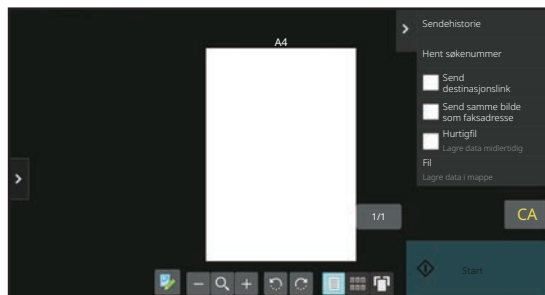 A4
1/1
Sendehistorie
Hent søkenummer
Send
destinasjonslink
Send samme bilde
som faksadresse
Hurtigfil
Lagre data midlertidig
Fil
Lagre data i mappe
CA
Start